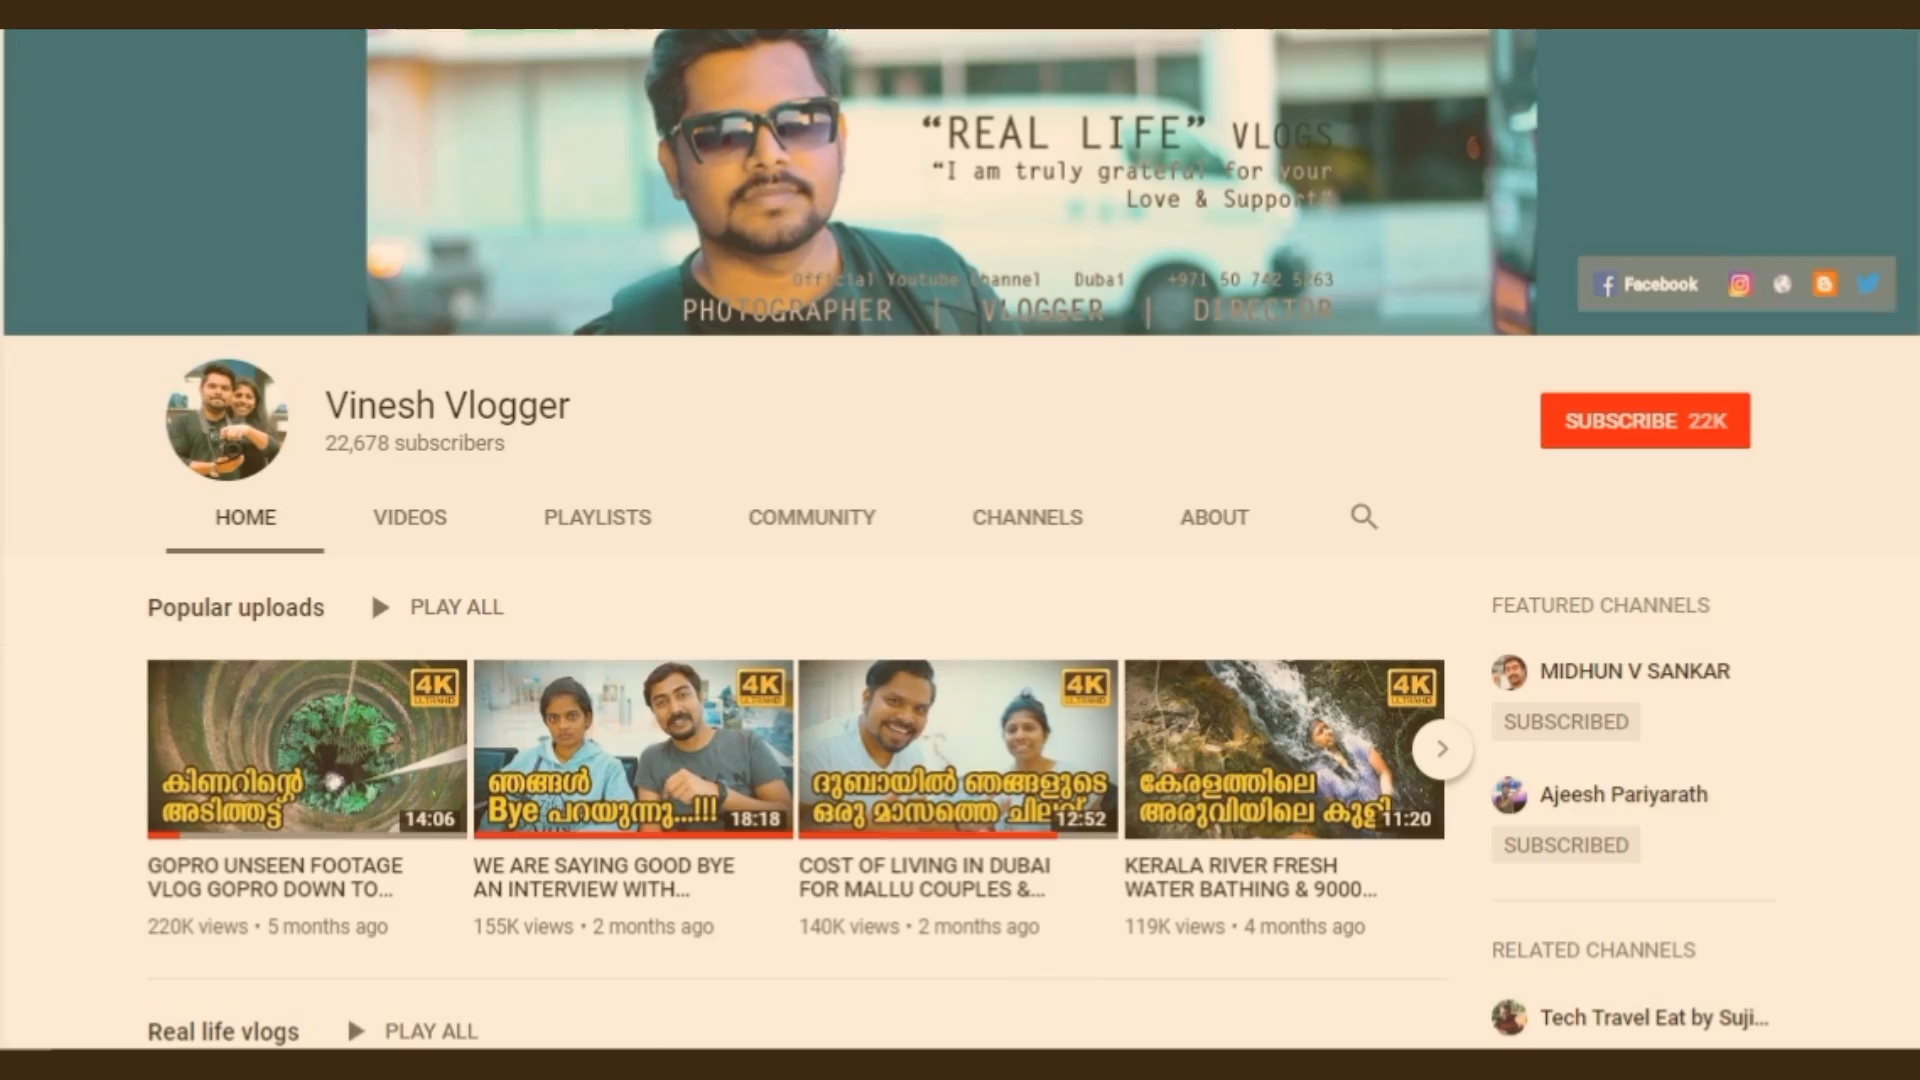 “REAL LIFE” VLOGS
“I am truly grateful for your
Love & Support”
Official Youtube Channel Dubai +971 50 742 5263
PHOTOGRAPHER | VLOGGER | DIRECTOR
Facebook
Vinesh Vlogger
22,678 subscribers
SUBSCRIBE 22K
HOME VIDEOS PLAYLISTS COMMUNITY CHANNELS ABOUT
Popular uploads PLAY ALL
4K
ULTRAHD
കിണറിന്റെ
അടിത്തട്ട്
14:06
GOPRO UNSEEN FOOTAGE
VLOG GOPRO DOWN TO...
220K views • 5 months ago
4K
ULTRAHD
ഞങ്ങൾ
Bye പറയുന്നു...!!!
18:18
WE ARE SAYING GOOD BYE
AN INTERVIEW WITH...
155K views • 2 months ago
4K
ULTRAHD
ദുബായിൽ ഞങ്ങളുടെ
ഒരു മാസത്തെ ചിലവ്
12:52
COST OF LIVING IN DUBAI
FOR MALLU COUPLES &...
140K views • 2 months ago
4K
ULTRAHD
കേരളത്തിലെ
അരുവിയിലെ കുളി
11:20
KERALA RIVER FRESH
WATER BATHING & 9000...
119K views • 4 months ago
Real life vlogs PLAY ALL
FEATURED CHANNELS
MIDHUN V SANKAR
SUBSCRIBED
Ajeesh Pariyarath
SUBSCRIBED
RELATED CHANNELS
Tech Travel Eat by Suji...